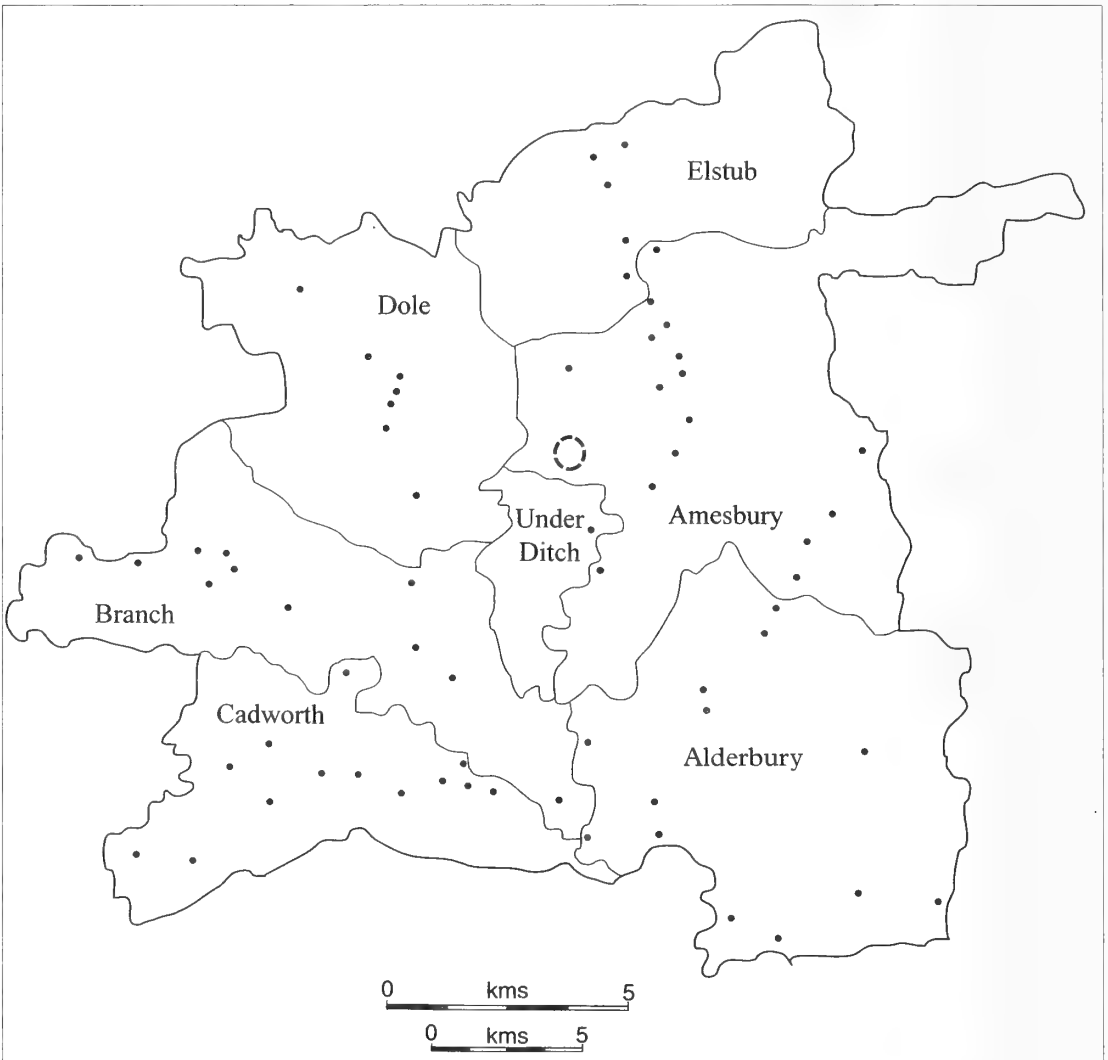 Elstub
Dole
Under
Ditch
Amesbury
Branch
Cadworth
Alderbury
0 kms 5
0 kms 5